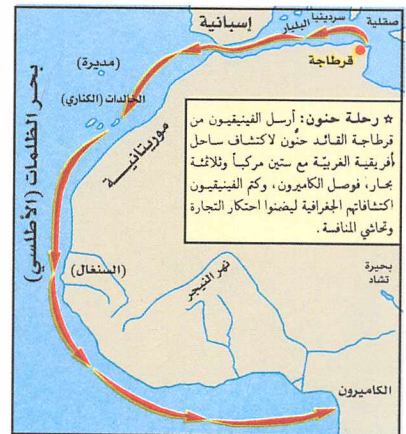 صقلية
سردينيا
البليار
إسبانية
قرطاجة
(مديرة)
الخالدات (الكناري)
موريتانية
بحر الظلمات (الأطلسي)
☆ رحلة حنون: أرسل الفينيقيون من
قرطاجة القائد حنّون لاكتشاف ساحل
أفريقية الغربيّة مع ستين مركباً وثلاثمئة
بحار، فوصل الكاميرون، وكتم الفينيقيون
اكتشافاتهم الجغرافية ليضمنوا احتكار التجارة
وتحاشي المنافسة.
(السنغال)
نهر النيجر
بحيرة
تشاد
الكاميرون